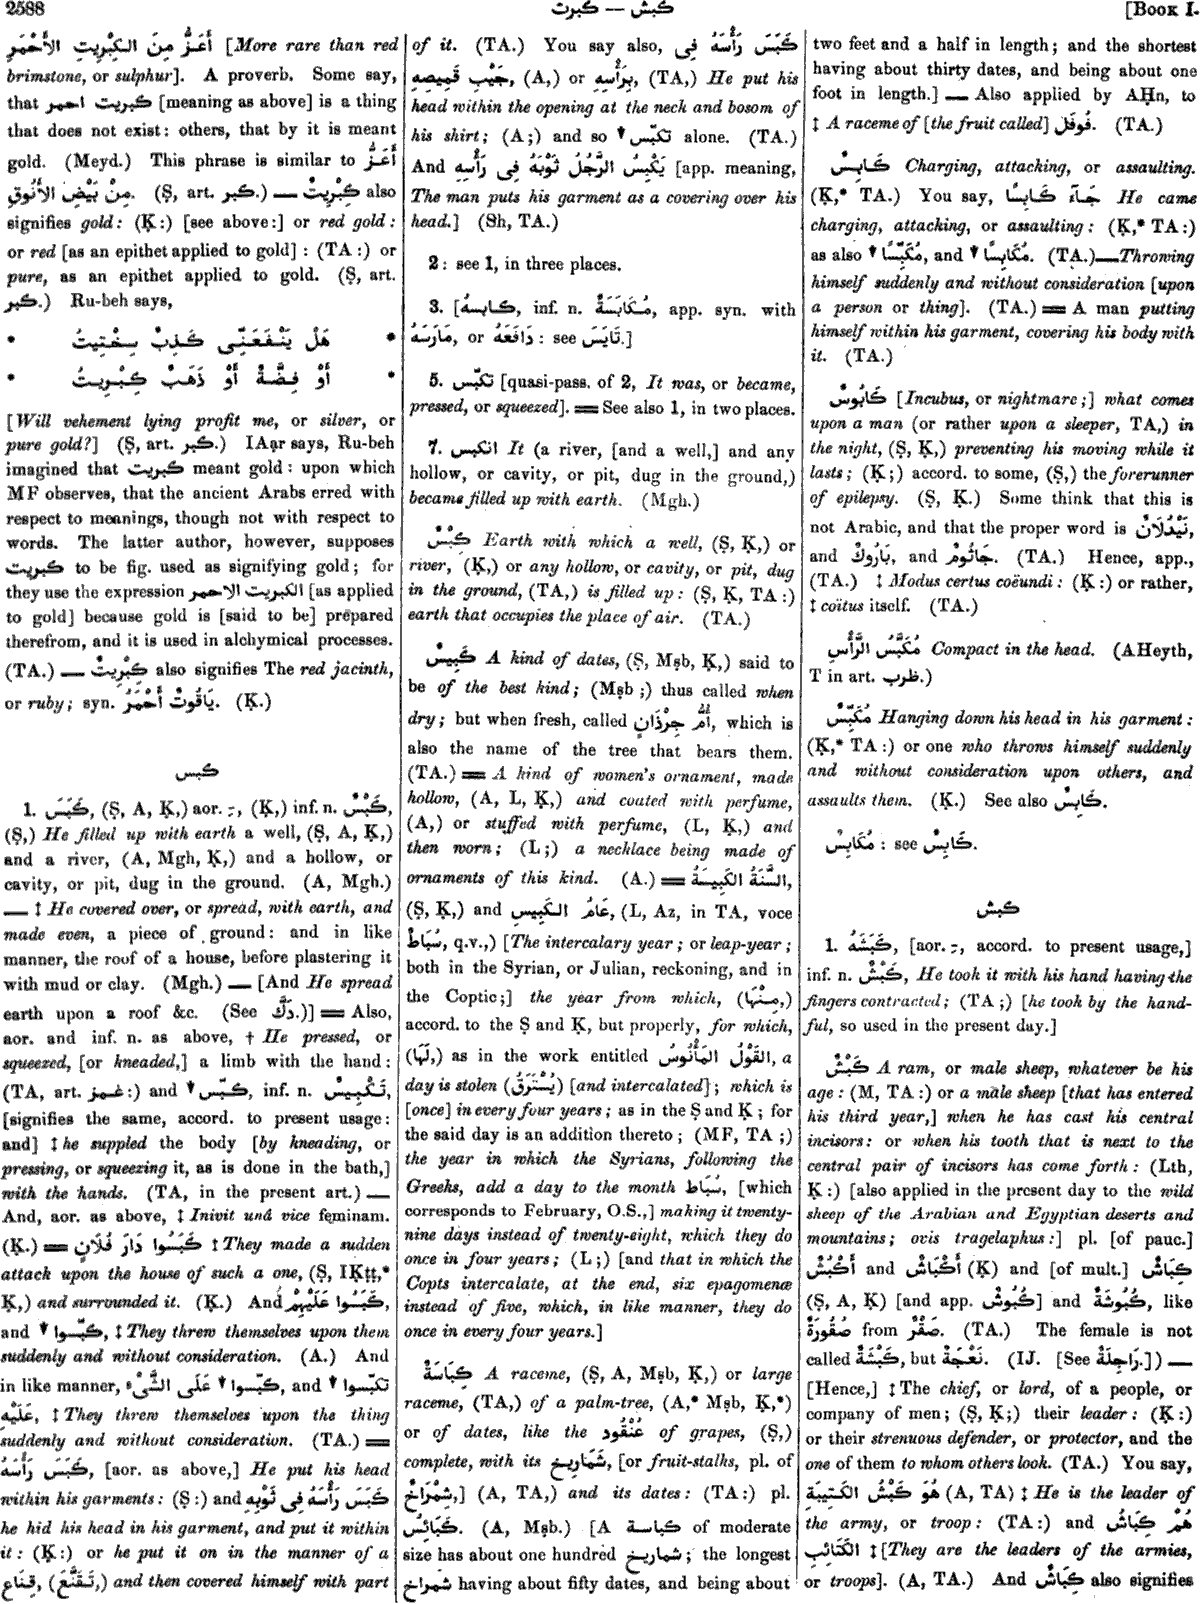 2588
كبش — كبرت
[Book I.
أَعَزُّ مِنَ الكِبْرِيتِ الأَحْمَرِ [More rare than red
brimstone, or sulphur]. A proverb. Some say,
that كبريت احمر [meaning as above] is a thing
that does not exist: others, that by it is meant
gold. (Meyd.) This phrase is similar to أَعَزُّ
مِنْ بَيْضِ الأَنُوقِ. (Ṣ, art. كبر.) — كِبْرِيتٌ also
signifies gold: (Ḳ:) [see above:] or red gold:
or red [as an epithet applied to gold]: (TA:) or
pure, as an epithet applied to gold. (Ṣ, art.
كبر.) Ru-beh says,
* هَلْ يَنْفَعَنِّى كَذِبٌ سِخْتِيتُ *
* أَوْ فِضَّةٌ أَوْ ذَهَبٌ كِبْرِيتُ *
[Will vehement lying profit me, or silver, or
pure gold?] (Ṣ, art. كبر.) IAạr says, Ru-beh
imagined that كبريت meant gold: upon which
MF observes, that the ancient Arabs erred with
respect to meanings, though not with respect to
words. The latter author, however, supposes
كبريت to be fig. used as signifying gold; for
they use the expression الكبريت الاحمر [as applied
to gold] because gold is [said to be] prepared
therefrom, and it is used in alchymical processes.
(TA.) — كِبْرِيتٌ also signifies The red jacinth,
or ruby; syn. يَاقُوتٌ أَحْمَرُ. (Ḳ.)
كبس
1. كَبَسَ, (Ṣ, A, Ḳ,) aor. ـِ, (Ḳ,) inf. n. كَبْسٌ,
(Ṣ,) He filled up with earth a well, (Ṣ, A, Ḳ,)
and a river, (A, Mgh, Ḳ,) and a hollow, or
cavity, or pit, dug in the ground. (A, Mgh.)
— ‡ He covered over, or spread, with earth, and
made even, a piece of ground: and in like
manner, the roof of a house, before plastering it
with mud or clay. (Mgh.) — [And He spread
earth upon a roof &c. (See دَكَّ.)] = Also,
aor. and inf. n. as above, † He pressed, or
squeezed, [or kneaded,] a limb with the hand:
(TA, art. غمز:) and ▼ كبّس, inf. n. تَكْبِيسٌ,
[signifies the same, accord. to present usage:
and] ‡ he suppled the body [by kneading, or
pressing, or squeezing it, as is done in the bath,]
with the hands. (TA, in the present art.) —
And, aor. as above, ‡ Inivit unâ vice feminam.
(Ḳ.) = كَبَسُوا دَارَ فُلَانٍ ‡ They made a sudden
attack upon the house of such a one, (Ṣ, IḲṭṭ,*
Ḳ,) and surrounded it. (Ḳ.) And كَبَسُوا عَلَيْهِمْ,
and ▼ كبّسوا, ‡ They threw themselves upon them
suddenly and without consideration. (A.) And
in like manner, كبّسوا ▼ عَلَى الشَّىْءِ, and تكبّسوا ▼
عَلَيْهِ, ‡ They threw themselves upon the thing
suddenly and without consideration. (TA.) =
كَبَسَ رَأْسَهُ, [aor. as above,] He put his head
within his garments: (Ṣ:) and كَبَسَ رَأْسَهُ فِى ثَوْبِهِ
he hid his head in his garment, and put it within
it: (Ḳ:) or he put it on in the manner of a
قِنَاع, (تَقَنَّعَ,) and then covered himself with part
of it. (TA.) You say also, كَبَسَ رَأْسَهُ فِى
جَيْبِ قَمِيصِهِ, (A,) or بِرَأْسِهِ, (TA,) He put his
head within the opening at the neck and bosom of
his shirt; (A;) and so ▼ تكبّس alone. (TA.)
And يَكْبِسُ الرَّجُلُ ثَوْبَهُ فِى رَأْسِهِ [app. meaning,
The man puts his garment as a covering over his
head.] (Sh, TA.)
2: see 1, in three places.
3. [كابسهُ, inf. n. مُكَابَسَةٌ, app. syn. with
مَارَسَهُ, or دَافَعَهُ: see تَايَسَ.]
5. تكبّس [quasi-pass. of 2, It was, or became,
pressed, or squeezed]. = See also 1, in two places.
7. انكبس It (a river, [and a well,] and any
hollow, or cavity, or pit, dug in the ground,)
became filled up with earth. (Mgh.)
كِبْسٌ Earth with which a well, (Ṣ, Ḳ,) or
river, (Ḳ,) or any hollow, or cavity, or pit, dug
in the ground, (TA,) is filled up: (Ṣ, Ḳ, TA:)
earth that occupies the place of air. (TA.)
كَبِيسٌ A kind of dates, (Ṣ, Mṣb, Ḳ,) said to
be of the best kind; (Mṣb;) thus called when
dry; but when fresh, called أُمُّ جِرْذَانٍ, which is
also the name of the tree that bears them.
(TA.) = A kind of women's ornament, made
hollow, (A, L, Ḳ,) and coated with perfume,
(A,) or stuffed with perfume, (L, Ḳ,) and
then worn; (L;) a necklace being made of
ornaments of this kind. (A.) = السَّنَةُ الكَبِيسَةُ,
(Ṣ, Ḳ,) and عَامُ الكَبِيسِ, (L, Az, in TA, voce
سُبَاطُ, q.v.,) [The intercalary year; or leap-year;
both in the Syrian, or Julian, reckoning, and in
the Coptic;] the year from which, (مِنْهَا,)
accord. to the Ṣ and Ḳ, but properly, for which,
(لَهَا,) as in the work entitled القَوْلُ المَأْنُوسُ, a
day is stolen (يُسْتَرَقُ) [and intercalated]; which is
[once] in every four years; as in the Ṣ and Ḳ; for
the said day is an addition thereto; (MF, TA;)
the year in which the Syrians, following the
Greeks, add a day to the month سُبَاط, [which
corresponds to February, O.S.,] making it twenty-
nine days instead of twenty-eight, which they do
once in four years; (L;) [and that in which the
Copts intercalate, at the end, six epagomenæ
instead of five, which, in like manner, they do
once in every four years.]
كِبَاسَةٌ A raceme, (Ṣ, A, Mṣb, Ḳ,) or large
raceme, (TA,) of a palm-tree, (A,* Mṣb, Ḳ,*)
or of dates, like the عُنْقُود of grapes, (Ṣ,)
complete, with its شَمَارِيخ, [or fruit-stalks, pl. of
شِمْرَاخٌ,] (A, TA,) and its dates: (TA:) pl.
كَبَائِسُ. (A, Mṣb.) [A كباسة of moderate
size has about one hundred شماريخ; the longest
شمراخ having about fifty dates, and being about
two feet and a half in length; and the shortest
having about thirty dates, and being about one
foot in length.] — Also applied by AḤn, to
‡ A raceme of [the fruit called] فُوفَل. (TA.)
كَابِسٌ Charging, attacking, or assaulting.
(Ḳ,* TA.) You say, جَآءَ كَابِسًا He came
charging, attacking, or assaulting: (Ḳ,* TA:)
as also ▼ مُكَبِّسًا, and ▼ مُكَابِسًا. (TA.) — Throwing
himself suddenly and without consideration [upon
a person or thing]. (TA.) = A man putting
himself within his garment, covering his body with
it. (TA.)
كَابُوسٌ [Incubus, or nightmare;] what comes
upon a man (or rather upon a sleeper, TA,) in
the night, (Ṣ, Ḳ,) preventing his moving while it
lasts; (Ḳ;) accord. to some, (Ṣ,) the forerunner
of epilepsy. (Ṣ, Ḳ.) Some think that this is
not Arabic, and that the proper word is نَيْدُلَانٌ,
and بَارُوكٌ, and جَاثُومٌ. (TA.) Hence, app.,
(TA.) ‡ Modus certus coëundi: (Ḳ:) or rather,
‡ coitus itself. (TA.)
مُكَبَّسُ الرَّأْسِ Compact in the head. (AHeyth,
T in art. ظرب.)
مُكَبِّسٌ Hanging down his head in his garment:
(Ḳ,* TA:) or one who throws himself suddenly
and without consideration upon others, and
assaults them. (Ḳ.) See also كَابِسٌ.
مُكَابِسٌ: see كَابِسٌ.
كبش
1. كَبَشَهُ, [aor. ـِ, accord. to present usage,]
inf. n. كَبْشٌ, He took it with his hand having the
fingers contracted; (TA;) [he took by the hand-
ful, so used in the present day.]
كَبْشٌ A ram, or male sheep, whatever be his
age: (M, TA:) or a male sheep [that has entered
his third year,] when he has cast his central
incisors: or when his tooth that is next to the
central pair of incisors has come forth: (Lth,
Ḳ:) [also applied in the present day to the wild
sheep of the Arabian and Egyptian deserts and
mountains; ovis tragelaphus:] pl. [of pauc.]
أَكْبُشٌ and أَكْبَاشٌ (Ḳ) and [of mult.] كِبَاشٌ
(Ṣ, A, Ḳ) [and app. كُبُوشٌ] and كُبُوشَةٌ, like
صُقُورَةٌ from صَقْرٌ. (TA.) The female is not
called كَبْشَةٌ, but نَعْجَةٌ. (IJ. [See رَاجِلَةٌ.]) —
[Hence,] ‡ The chief, or lord, of a people, or
company of men; (Ṣ, Ḳ;) their leader: (Ḳ:)
or their strenuous defender, or protector, and the
one of them to whom others look. (TA.) You say,
هُوَ كَبْشُ الكَتِيبَةِ (A, TA) ‡ He is the leader of
the army, or troop: (TA:) and هُمْ كِبَاشُ
الكَتَائِبِ ‡ [They are the leaders of the armies,
or troops]. (A, TA.) And كِبَاشٌ also signifies